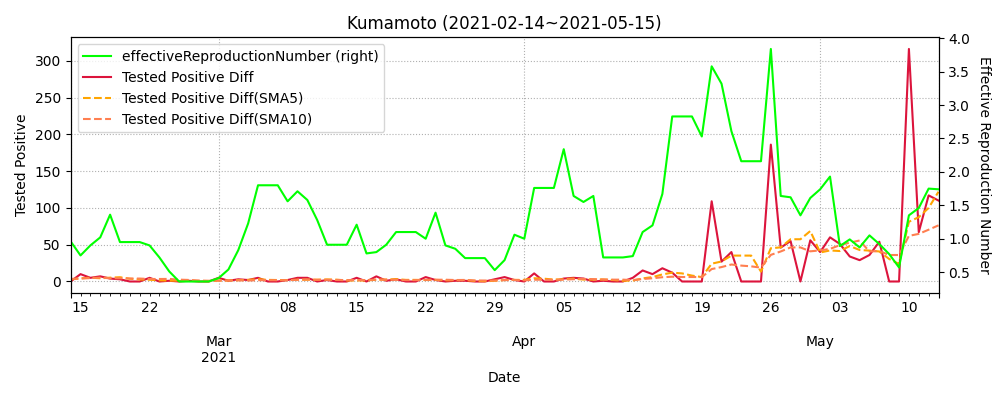 Kumamoto (2021-02-14~2021-05-15)
effectiveReproductionNumber (right)
Tested Positive Diff
Tested Positive Diff(SMA5)
Tested Positive Diff(SMA10)
Tested Positive
300
250
200
150
100
50
0
4.0
3.5
3.0
2.5
2.0
1.5
1.0
0.5
Effective Reproduction Number
15 22 08 15 22 29 05 12 19 26 03 10
Mar Apr May
2021
Date